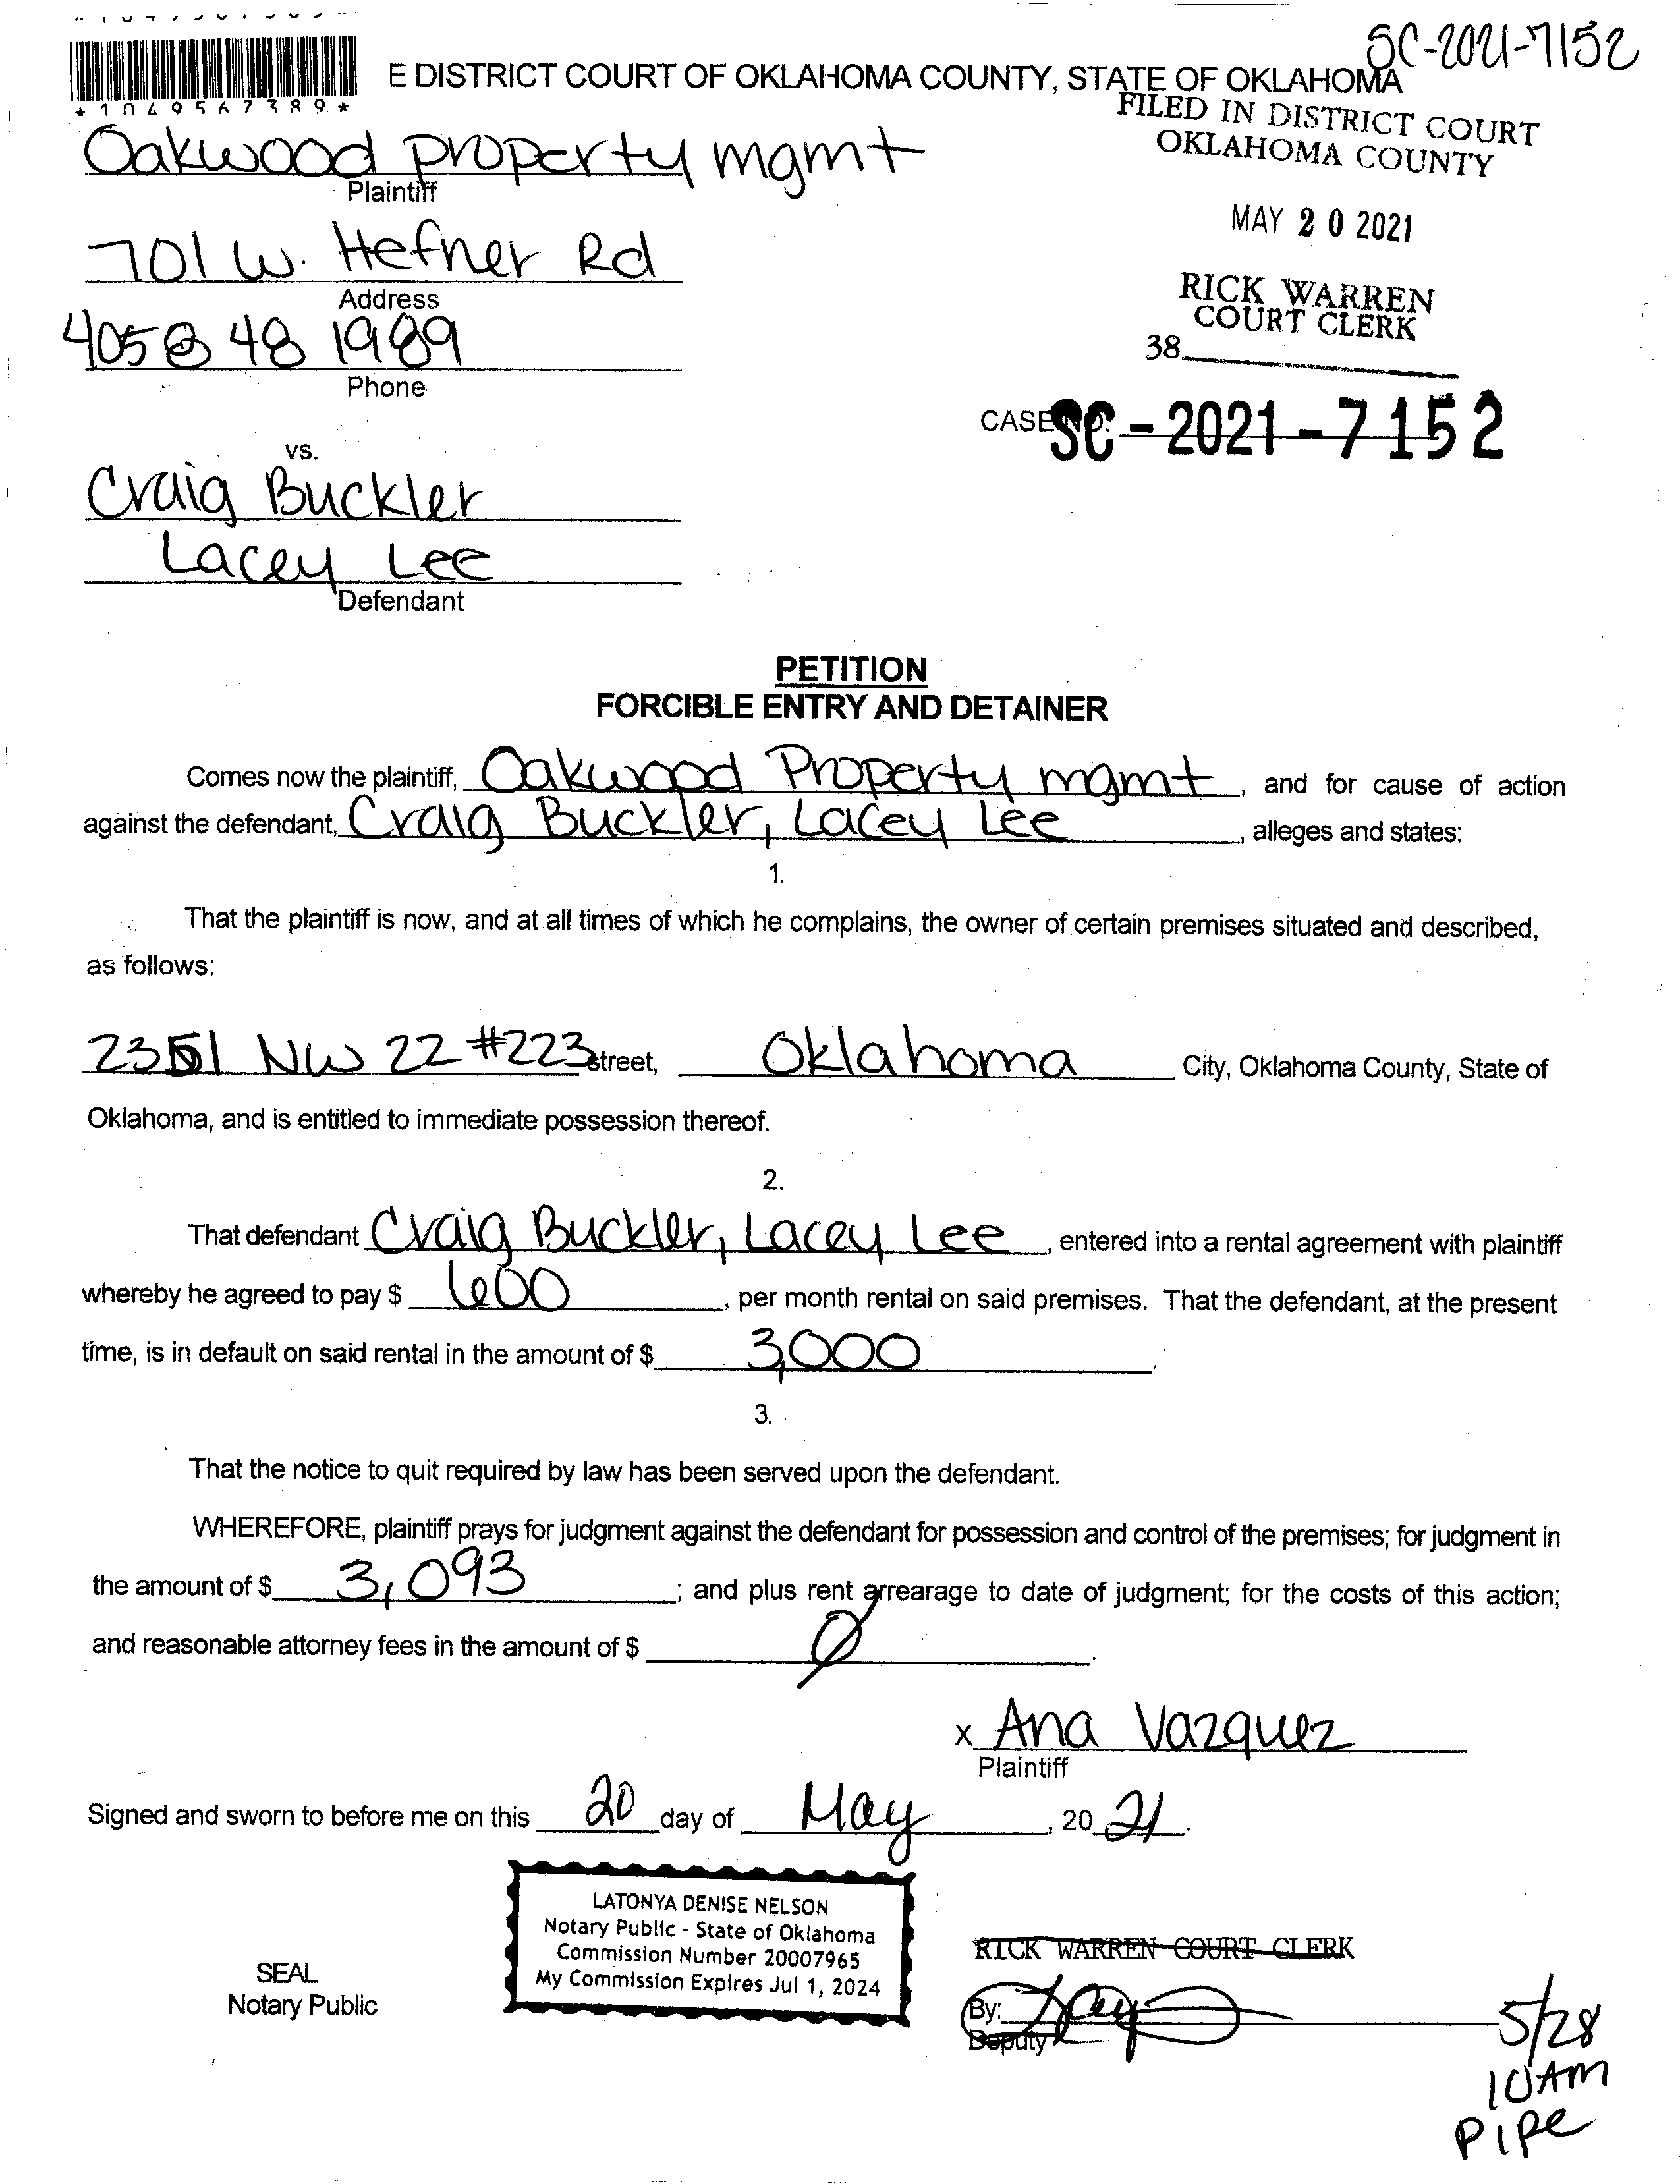 SC-2021-7152
E DISTRICT COURT OF OKLAHOMA COUNTY, STATE OF OKLAHOMA
*1049567389*
FILED IN DISTRICT COURT
OKLAHOMA COUNTY
Oakwood property mgmt
Plaintiff
MAY 20 2021
701 W. Hefner Rd
Address
RICK WARREN
COURT CLERK
405 848 1989
Phone
38
CASE NO: SC-2021-7152
vs.
Craig Buckler
Lacey Lee
Defendant
PETITION
FORCIBLE ENTRY AND DETAINER
Comes now the plaintiff, Oakwood Property mgmt, and for cause of action
against the defendant, Craig Buckler, Lacey Lee, alleges and states:
1.
That the plaintiff is now, and at all times of which he complains, the owner of certain premises situated and described,
as follows:
2351 NW 22 #223 street, Oklahoma City, Oklahoma County, State of
Oklahoma, and is entitled to immediate possession thereof.
2.
That defendant Craig Buckler, Lacey Lee, entered into a rental agreement with plaintiff
whereby he agreed to pay $ 600, per month rental on said premises. That the defendant, at the present
time, is in default on said rental in the amount of $ 3,000.
3.
That the notice to quit required by law has been served upon the defendant.
WHEREFORE, plaintiff prays for judgment against the defendant for possession and control of the premises; for judgment in
the amount of $ 3,093; and plus rent arrearage to date of judgment; for the costs of this action;
and reasonable attorney fees in the amount of $ Ø.
x Ana Vazquez
Plaintiff
Signed and sworn to before me on this 20 day of May, 2021.
LATONYA DENISE NELSON
Notary Public - State of Oklahoma
Commission Number 20007965
My Commission Expires Jul 1, 2024
SEAL
Notary Public
RICK WARREN COURT CLERK
By:
Deputy
5/28
10AM
Pipe